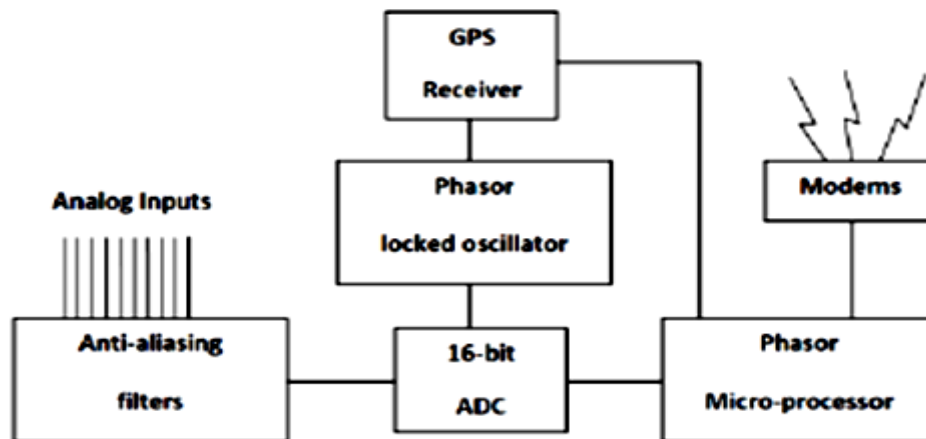 GPS
Receiver
Phasor
locked oscillator
Modems
Analog Inputs
Anti-aliasing
filters
16-bit
ADC
Phasor
Micro-processor